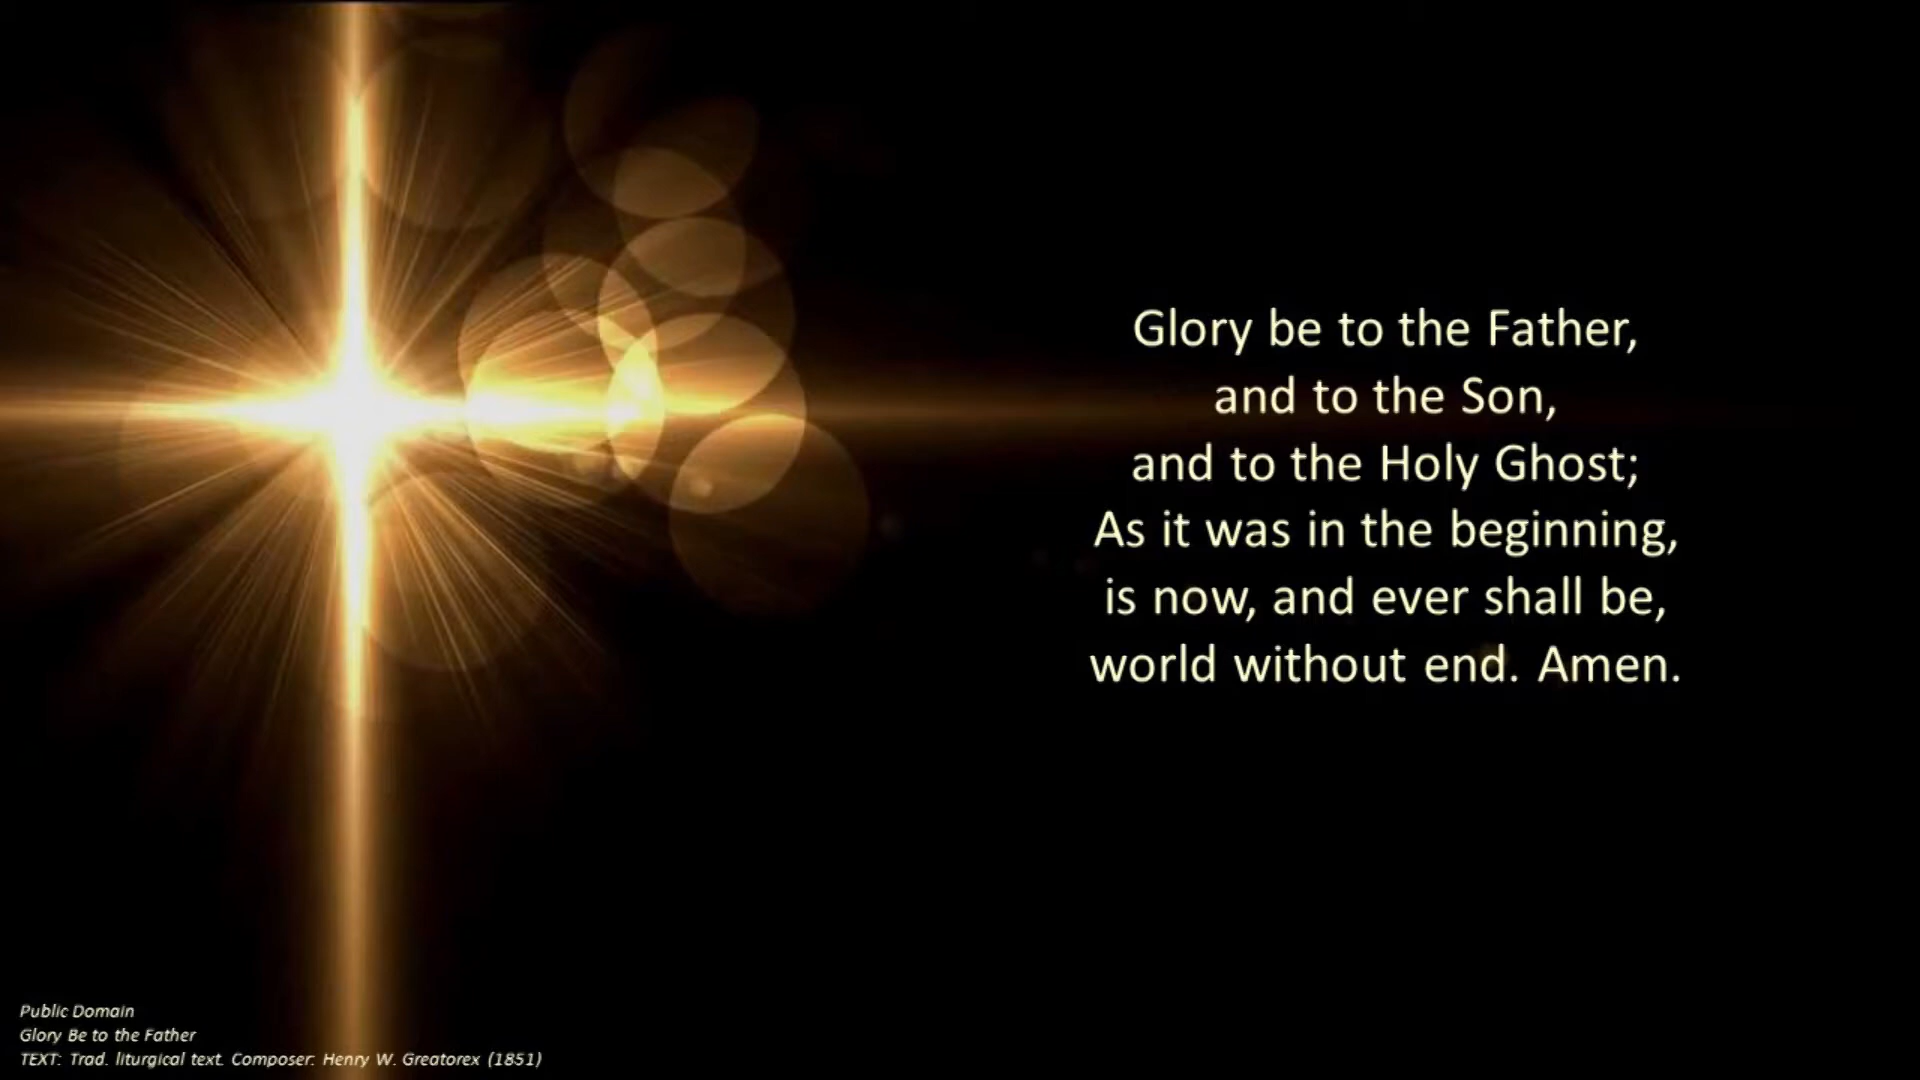 Glory be to the Father,
and to the Son,
and to the Holy Ghost;
As it was in the beginning,
is now, and ever shall be,
world without end. Amen.
Public Domain
Glory Be to the Father
TEXT: Trad. liturgical text. Composer: Henry W. Greatorex (1851)